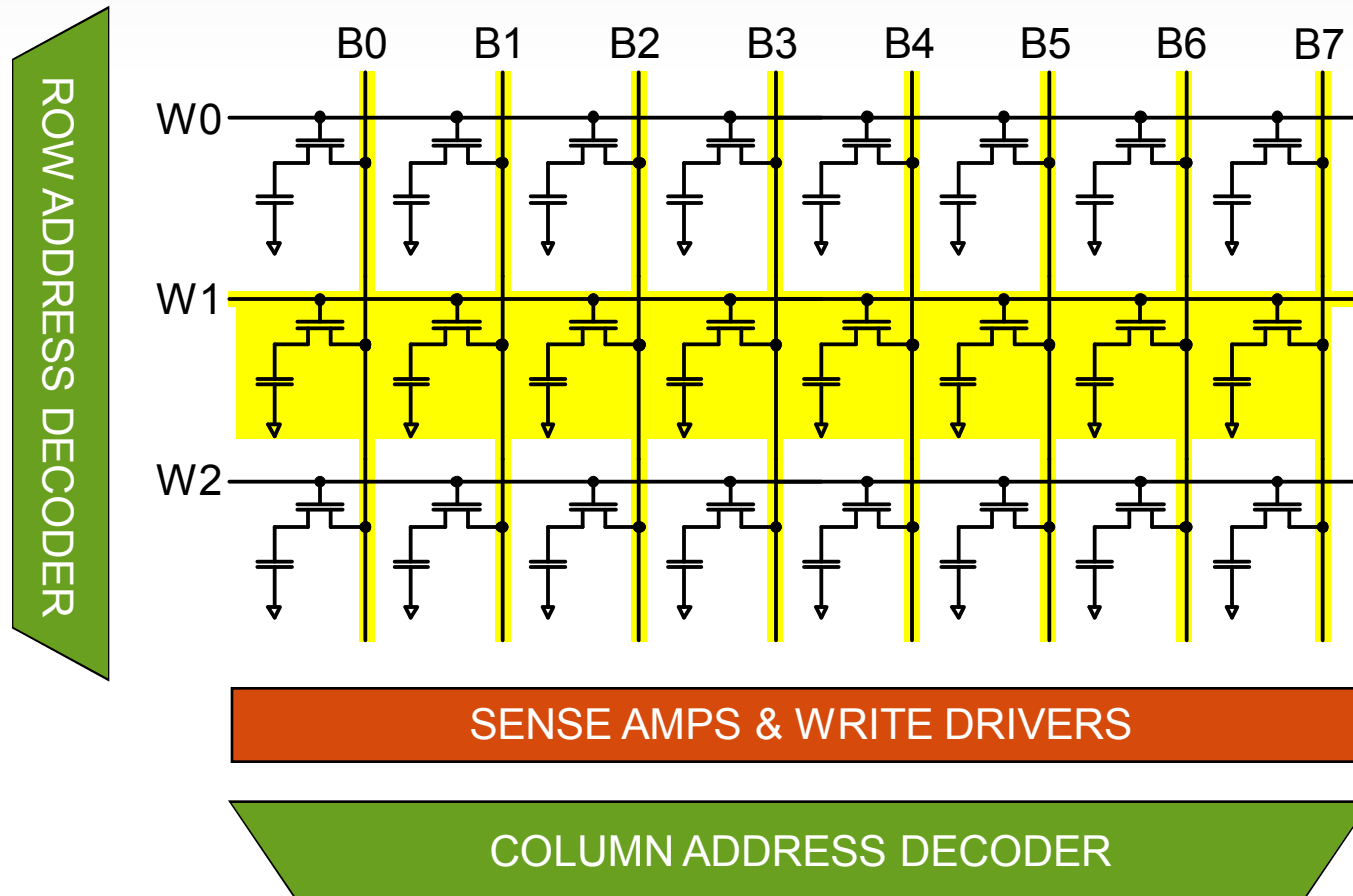 B0 B1 B2 B3 B4 B5 B6 B7
ROW ADDRESS DECODER
W0
W1
W2
SENSE AMPS & WRITE DRIVERS
COLUMN ADDRESS DECODER